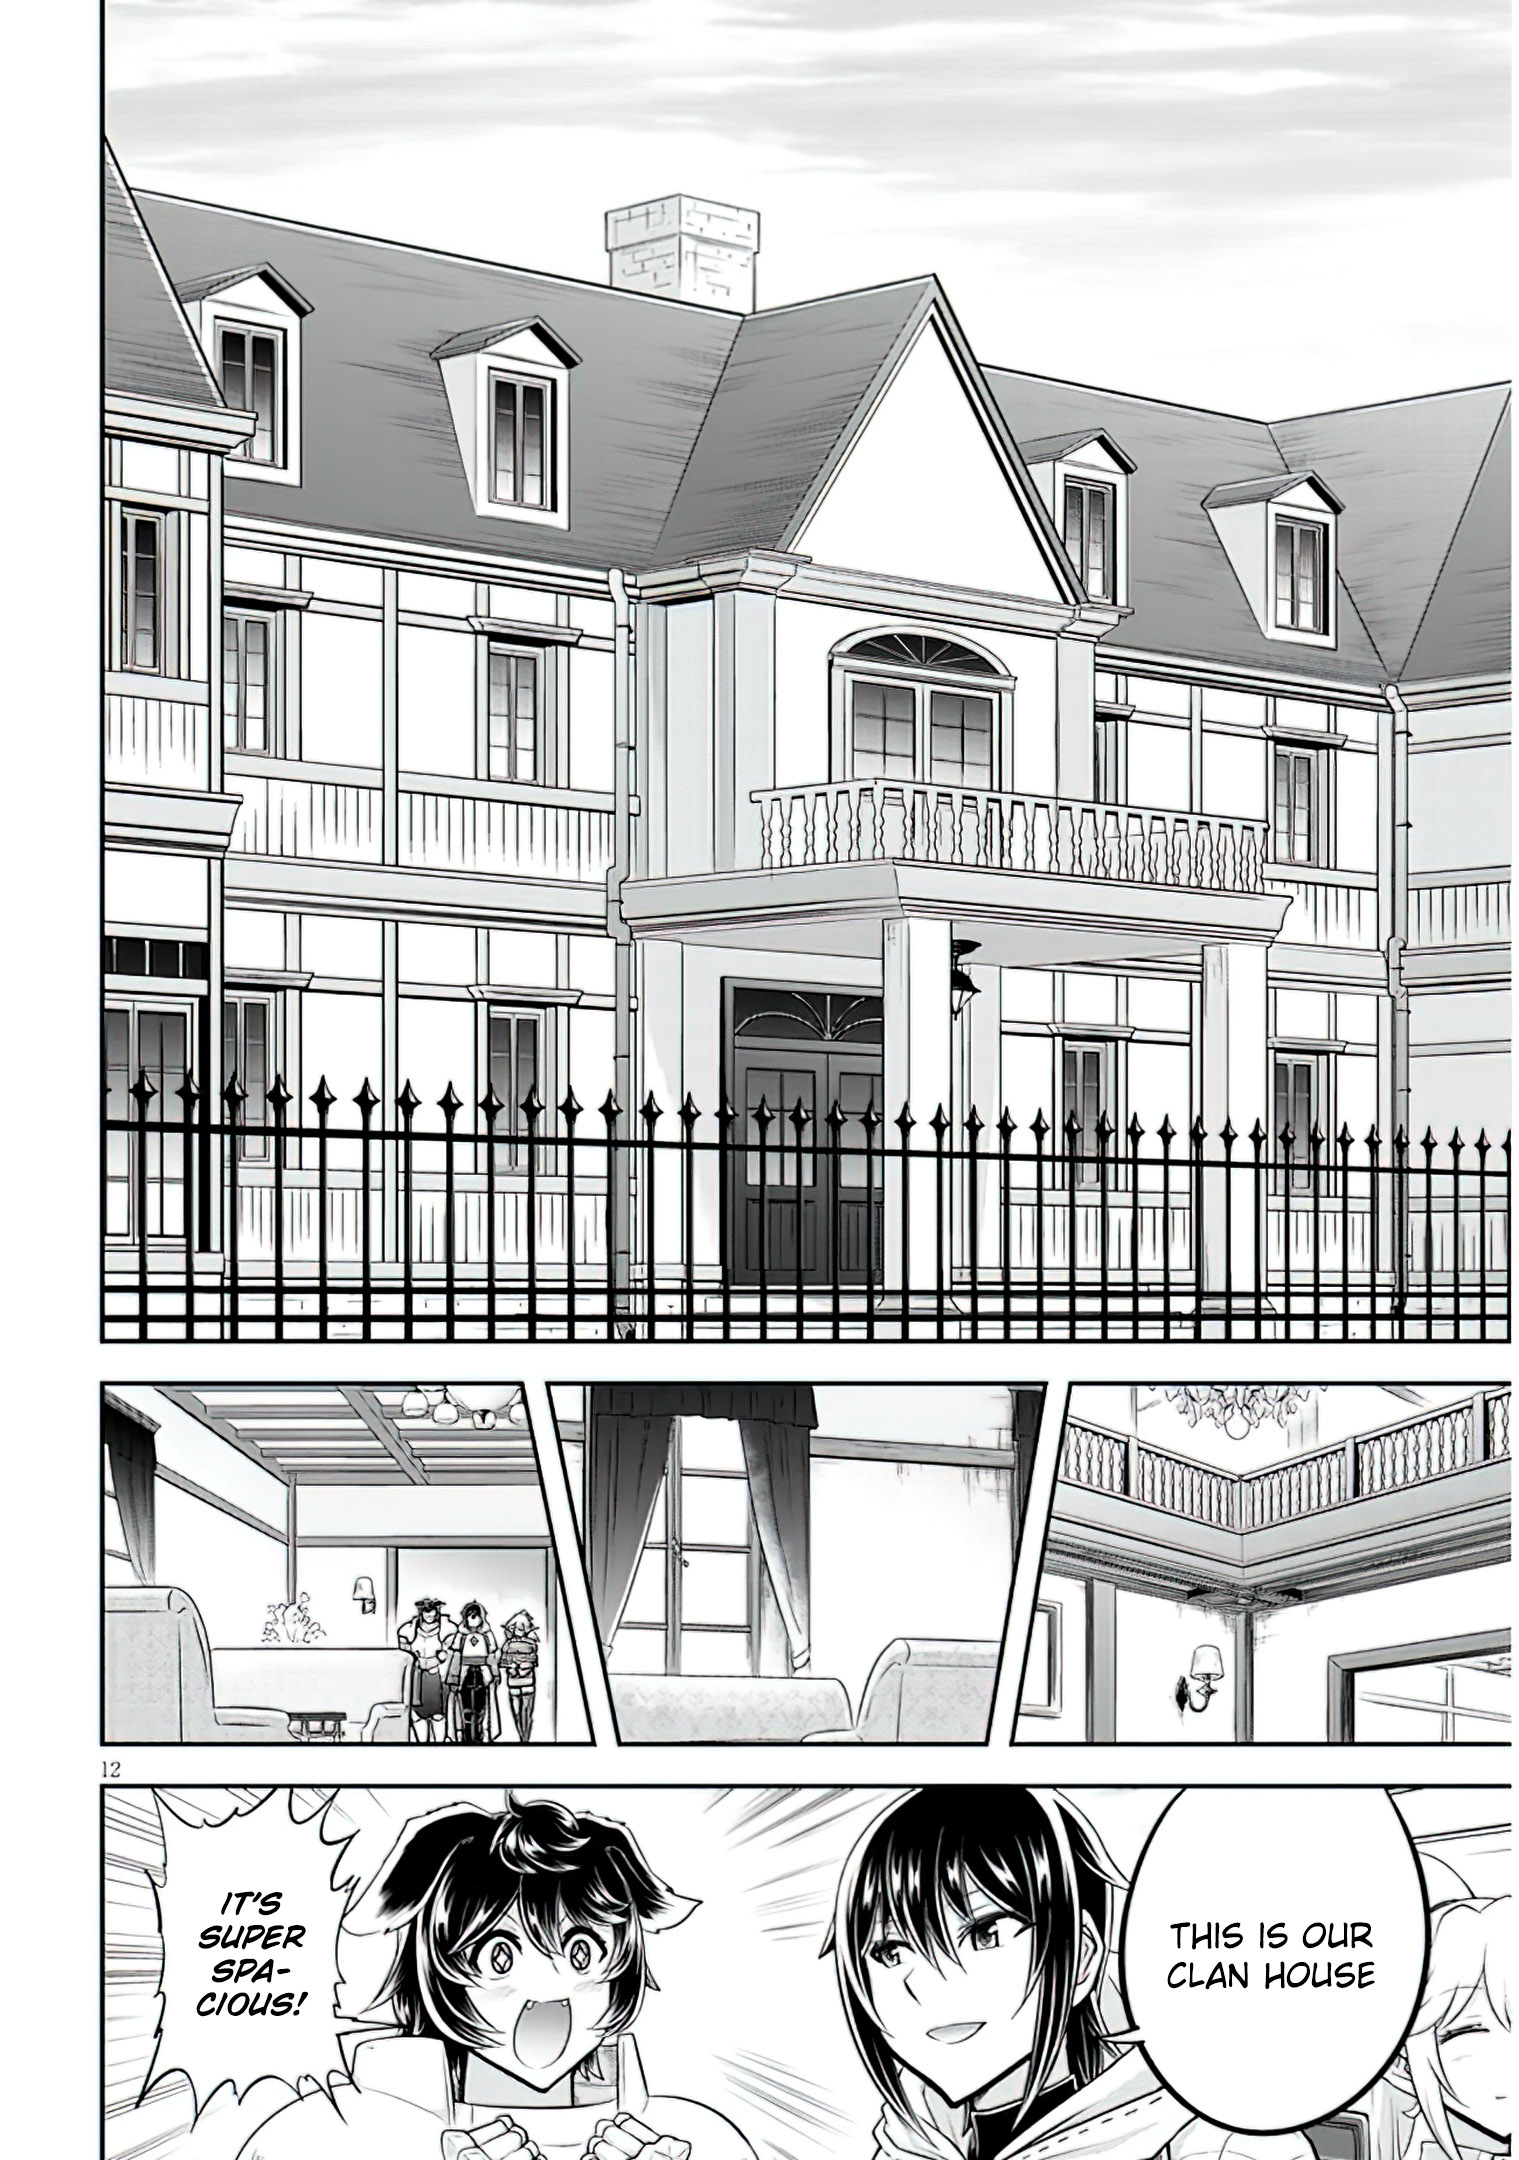 12
THIS IS OUR
CLAN HOUSE
IT'S
SUPER
SPA-
CIOUS!